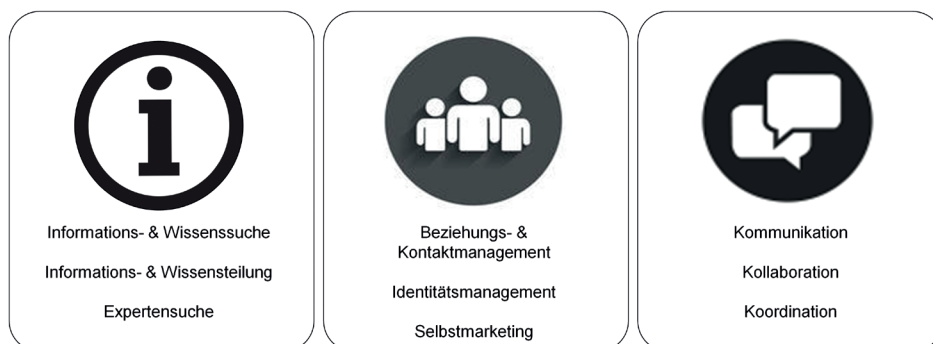 Informations- & Wissenssuche
Informations- & Wissensteilung
Expertensuche
Beziehungs- &
Kontaktmanagement
Identitätsmanagement
Selbstmarketing
Kommunikation
Kollaboration
Koordination